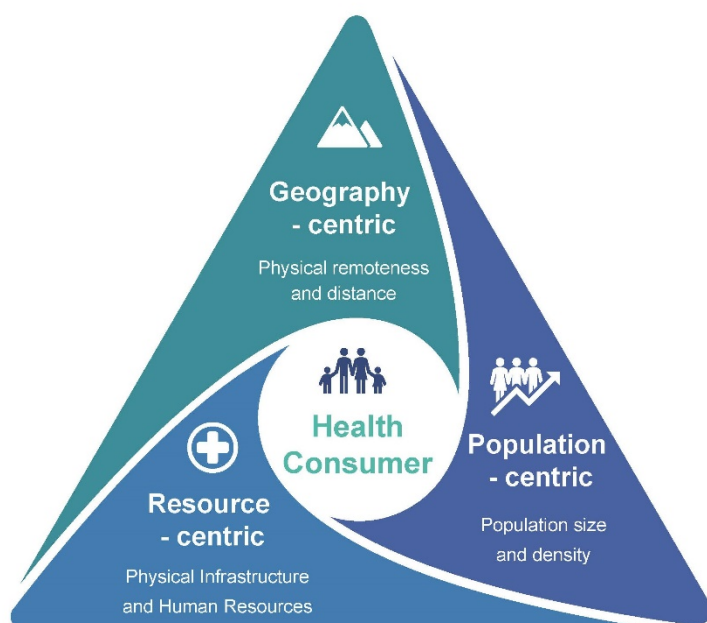 Geography
- centric
Physical remoteness
and distance
Health
Consumer
Population
- centric
Population size
and density
Resource
- centric
Physical Infrastructure
and Human Resources